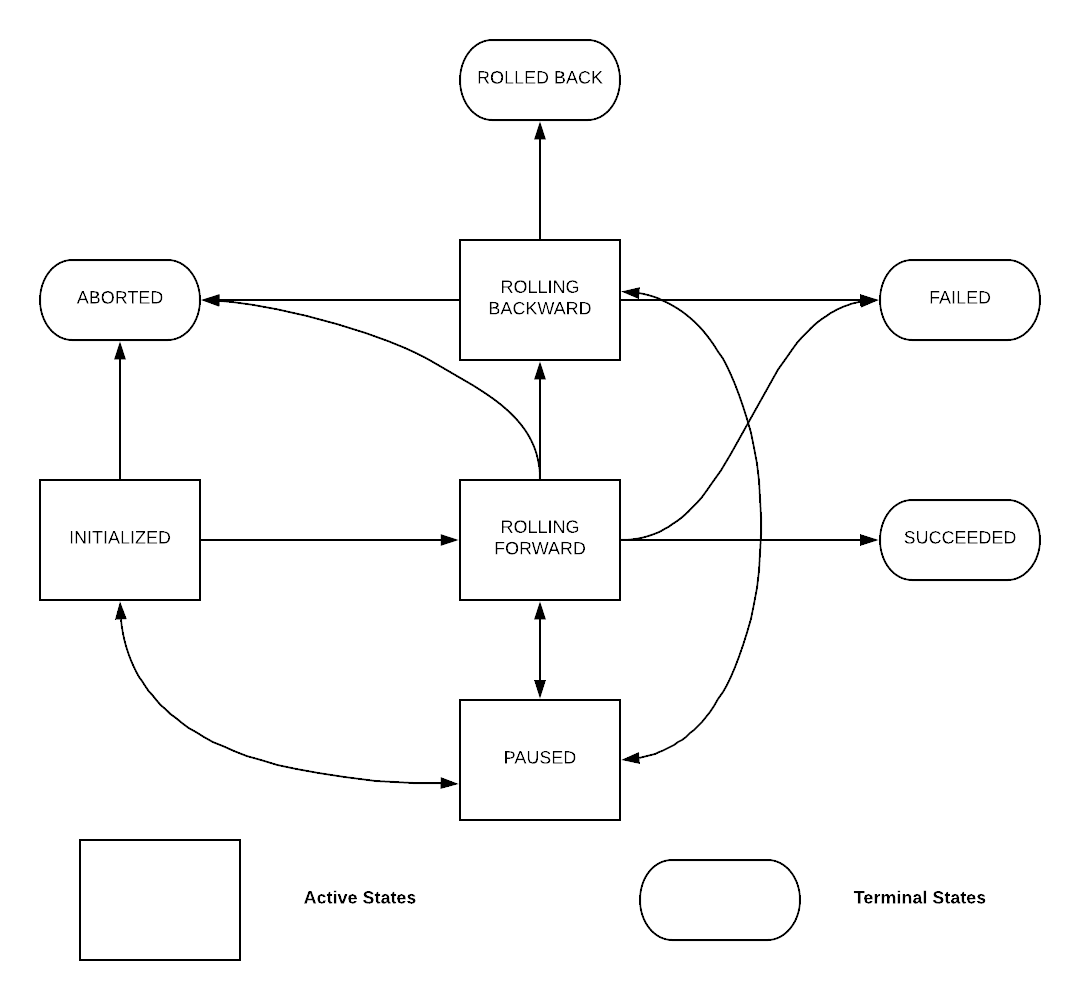 ROLLED BACK
ABORTED
ROLLING
BACKWARD
FAILED
INITIALIZED
ROLLING
FORWARD
SUCCEEDED
PAUSED
Active States
Terminal States